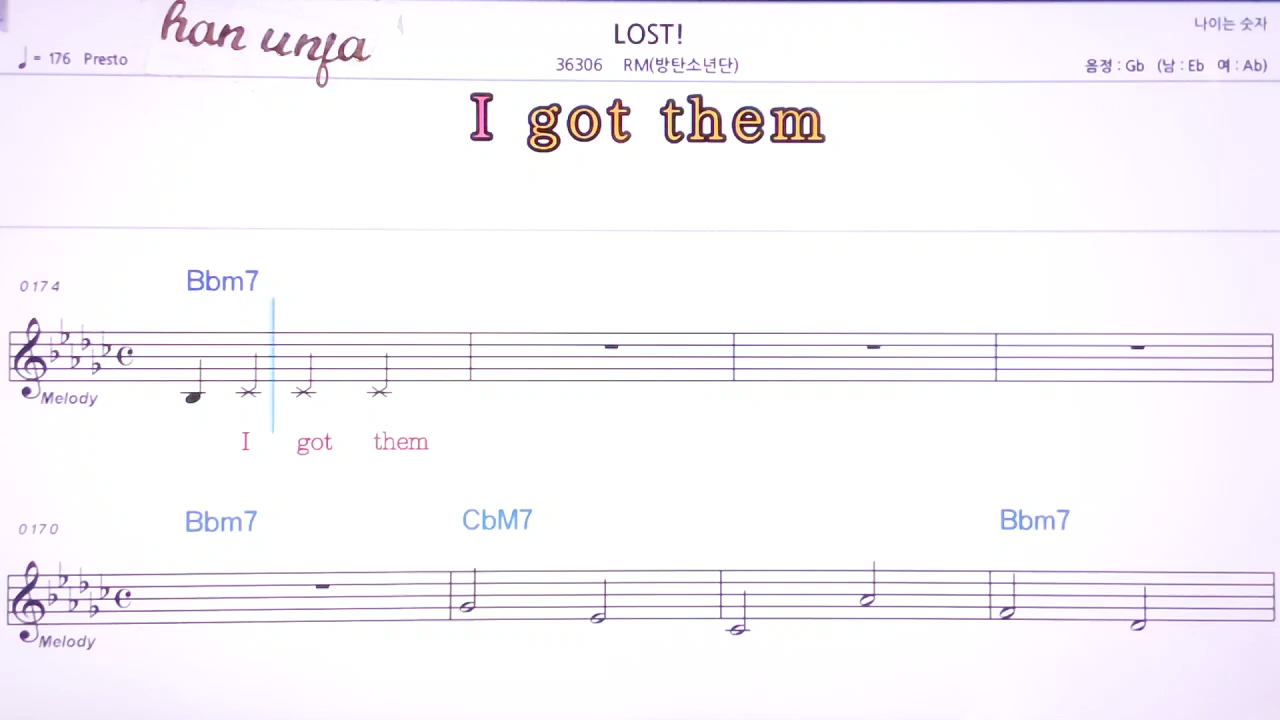 han unja
LOST!
나이는 숫자
♩ = 176 Presto
36306 RM(방탄소년단)
음정 : Gb (남 : Eb 여 : Ab)
I got them
0174
Bbm7
Melody
I got them
0170
Bbm7 CbM7 Bbm7
Melody